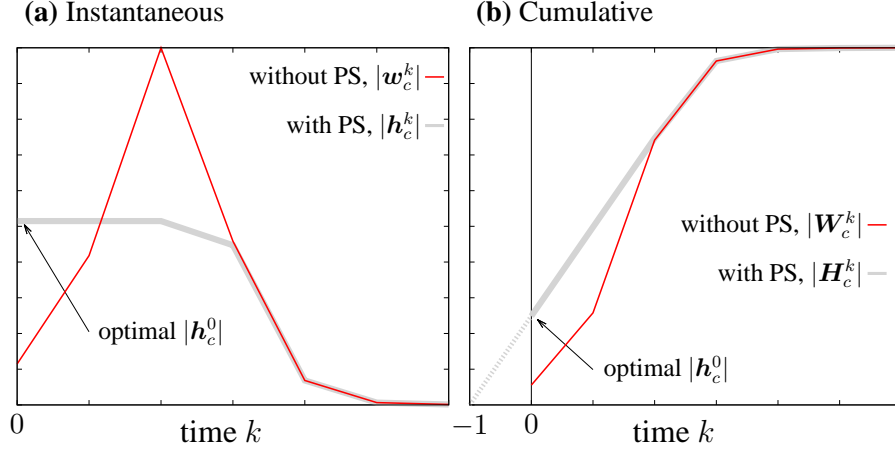 (a) Instantaneous
without PS, |w_c^k|
with PS, |h_c^k|
optimal |h_c^0|
0
time k
(b) Cumulative
without PS, |W_c^k|
with PS, |H_c^k|
optimal |h_c^0|
−1
0
time k